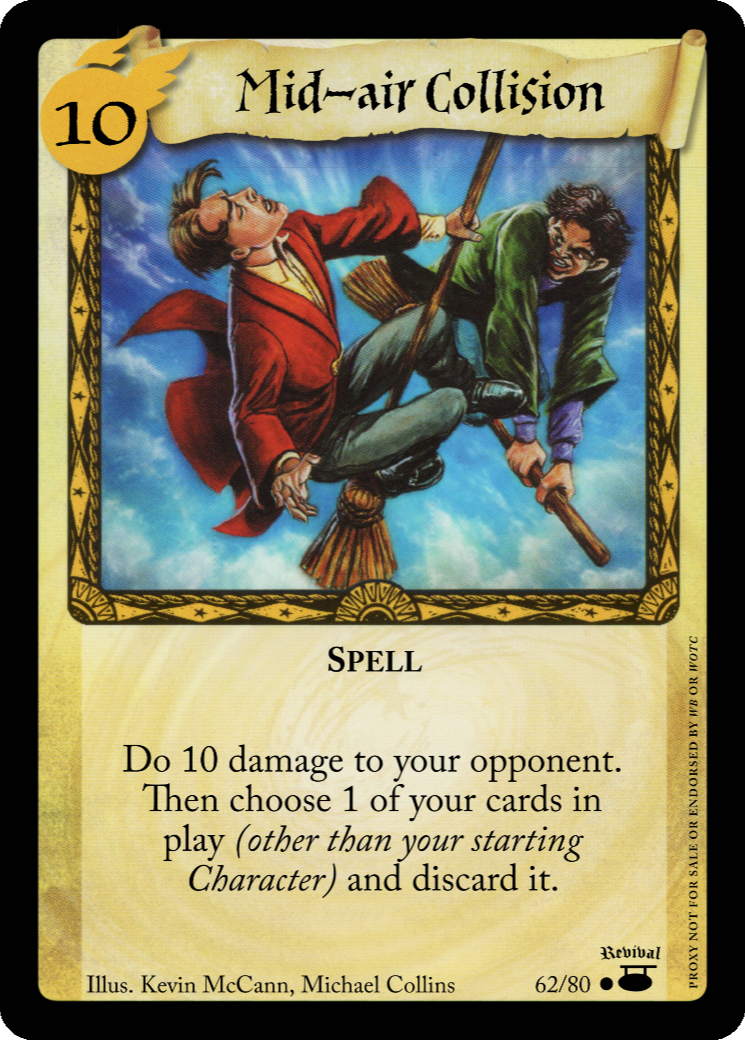 10
Mid-air Collision
SPELL
Do 10 damage to your opponent.
Then choose 1 of your cards in
play (other than your starting
Character) and discard it.
PROXY NOT FOR SALE OR ENDORSED BY WB OR WOTC
Revival
Illus. Kevin McCann, Michael Collins
62/80